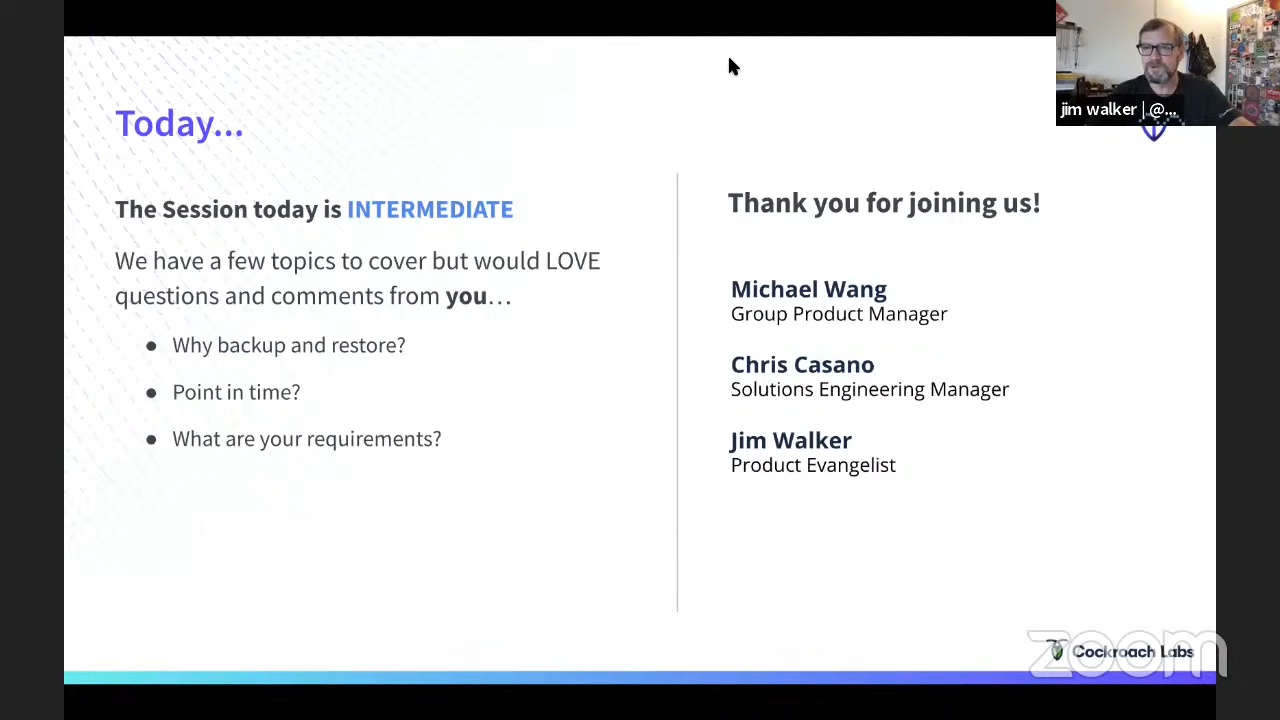 Today...
The Session today is INTERMEDIATE
We have a few topics to cover but would LOVE
questions and comments from you...
● Why backup and restore?
● Point in time?
● What are your requirements?
Thank you for joining us!
Michael Wang
Group Product Manager
Chris Casano
Solutions Engineering Manager
Jim Walker
Product Evangelist
jim walker | @...
Cockroach Labs
zoom